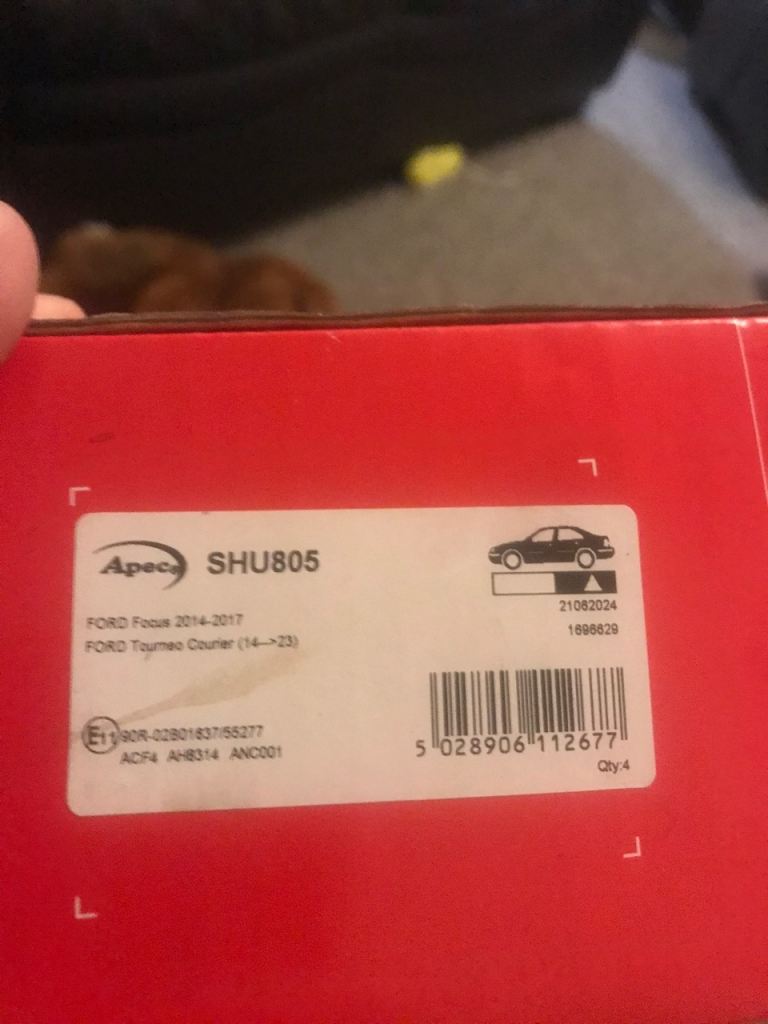 Apec SHU805
FORD Focus 2014-2017
FORD Tourneo Courier (14-->23)
21062024
1696629
E11 90R-02B01637/55277
ACF4 AH6314 ANC001
5 028906 112677
Qty:4